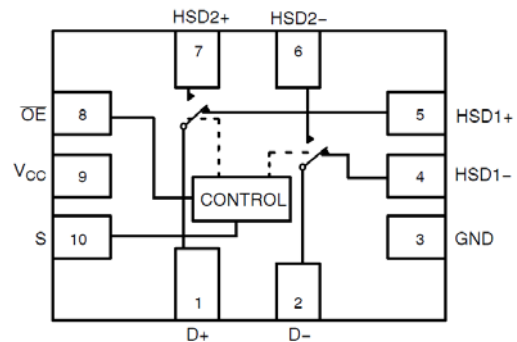 HSD2+ HSD2−
7 6
OE 8 5 HSD1+
VCC 9 4 HSD1−
CONTROL
S 10 3 GND
1 2
D+ D−